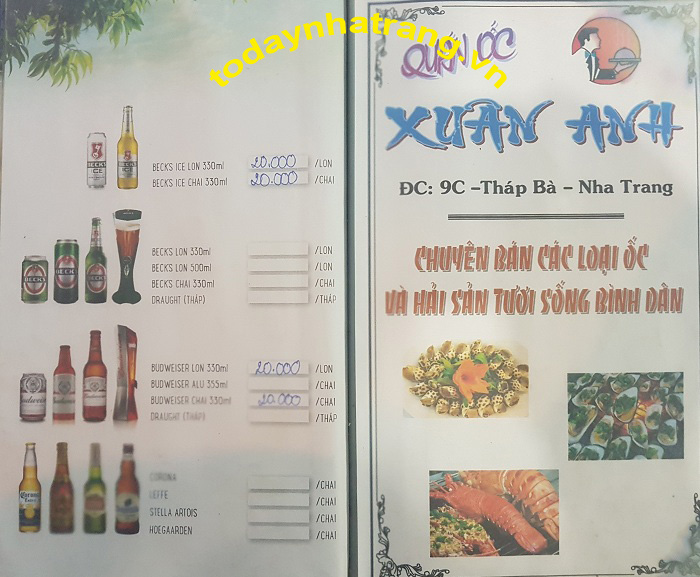 todaynhatrang.vn
BECK'S ICE LON 330ml 20.000 /LON
BECK'S ICE CHAI 330ml 20.000 /CHAI
BECK'S LON 330ml /LON
BECK'S LON 500ml /LON
BECK'S CHAI 330ml /CHAI
DRAUGHT (THÁP) /THÁP
BUDWEISER LON 330ml 20.000 /LON
BUDWEISER ALU 355ml /CHAI
BUDWEISER CHAI 330ml 20.000 /CHAI
DRAUGHT (THÁP) /THÁP
CORONA /CHAI
LEFFE /CHAI
STELLA ARTOIS /CHAI
HOEGAARDEN /CHAI
QUÁN ỐC
XUÂN ANH
ĐC: 9C -Tháp Bà - Nha Trang
CHUYÊN BÁN CÁC LOẠI ỐC
VÀ HẢI SẢN TƯƠI SỐNG BÌNH DÂN